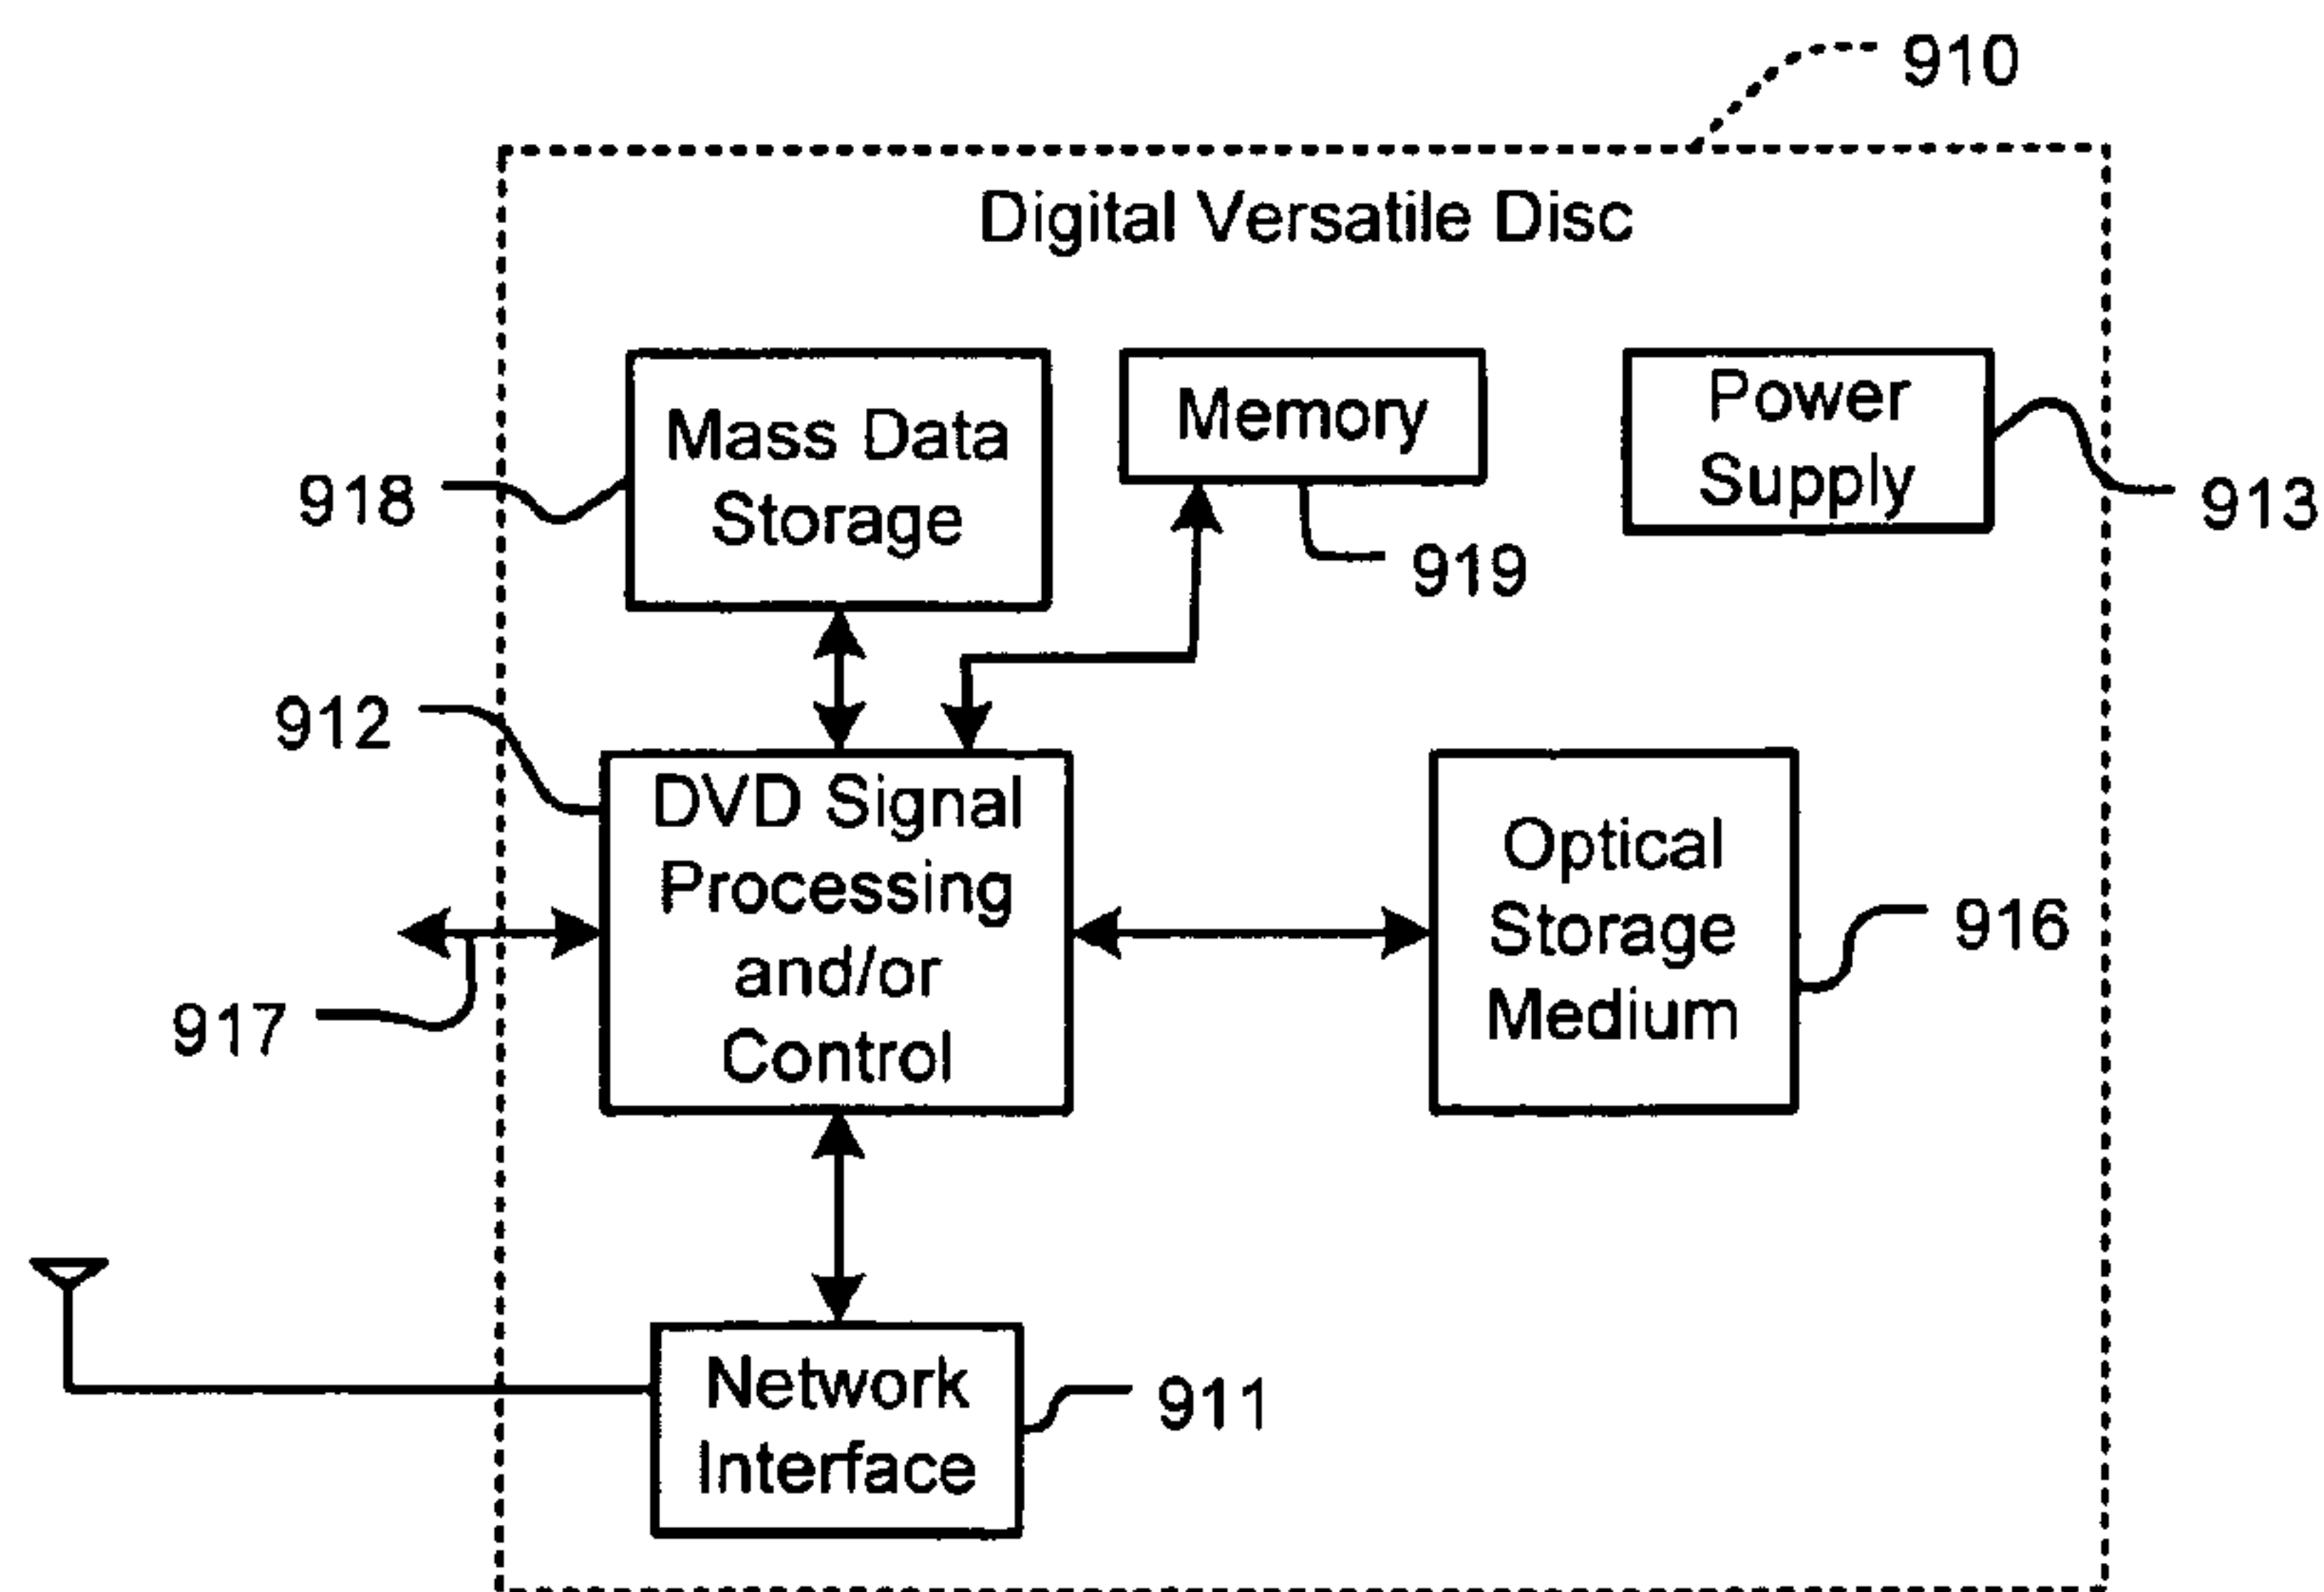 910
Digital Versatile Disc
Mass Data
Storage
918
Memory
919
Power
Supply
913
912
DVD Signal
Processing
and/or
Control
917
Optical
Storage
Medium
916
Network
Interface
911